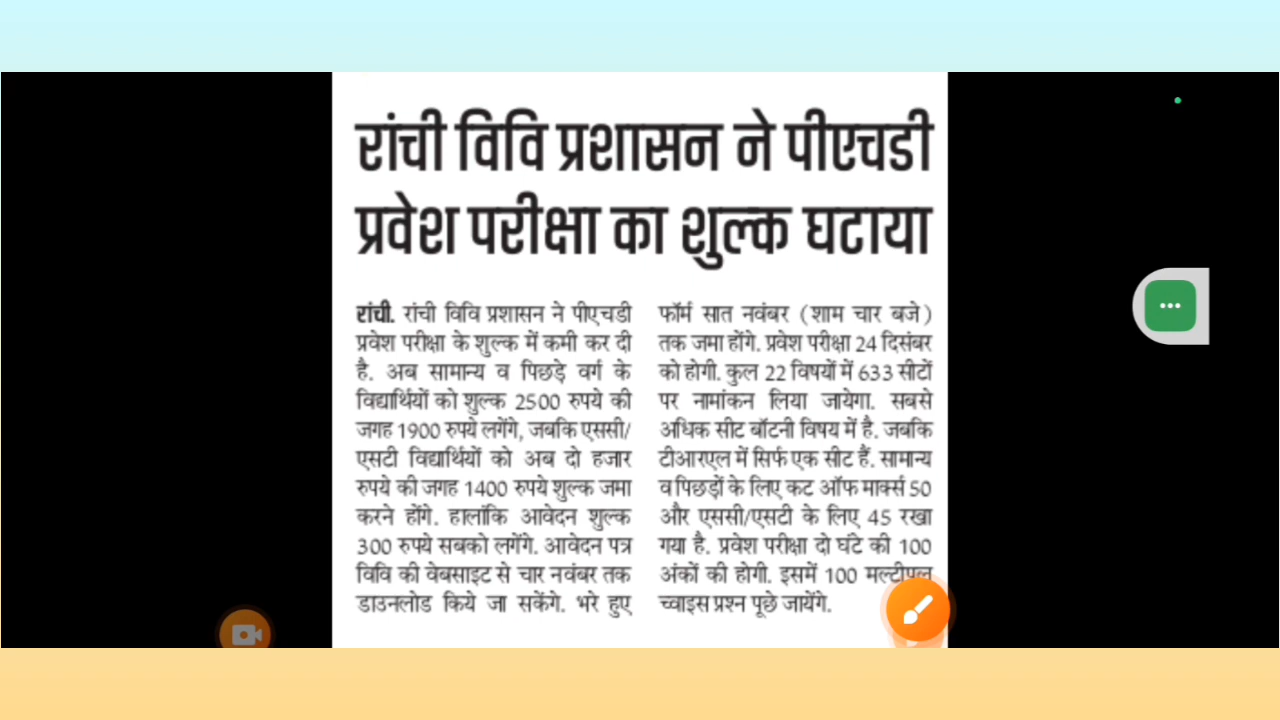 रांची विवि प्रशासन ने पीएचडी
प्रवेश परीक्षा का शुल्क घटाया
रांची. रांची विवि प्रशासन ने पीएचडी
प्रवेश परीक्षा के शुल्क में कमी कर दी
है. अब सामान्य व पिछड़े वर्ग के
विद्यार्थियों को शुल्क 2500 रुपये की
जगह 1900 रुपये लगेंगे, जबकि एससी/
एसटी विद्यार्थियों को अब दो हजार
रुपये की जगह 1400 रुपये शुल्क जमा
करने होंगे. हालांकि आवेदन शुल्क
300 रुपये सबको लगेंगे. आवेदन पत्र
विवि की वेबसाइट से चार नवंबर तक
डाउनलोड किये जा सकेंगे. भरे हुए
फॉर्म सात नवंबर (शाम चार बजे)
तक जमा होंगे. प्रवेश परीक्षा 24 दिसंबर
को होगी. कुल 22 विषयों में 633 सीटों
पर नामांकन लिया जायेगा. सबसे
अधिक सीट बॉटनी विषय में है. जबकि
टीआरएल में सिर्फ एक सीट हैं. सामान्य
व पिछड़ों के लिए कट ऑफ मार्क्स 50
और एससी/एसटी के लिए 45 रखा
गया है. प्रवेश परीक्षा दो घंटे की 100
अंकों की होगी. इसमें 100 मल्टीपल
च्वाइस प्रश्न पूछे जायेंगे.